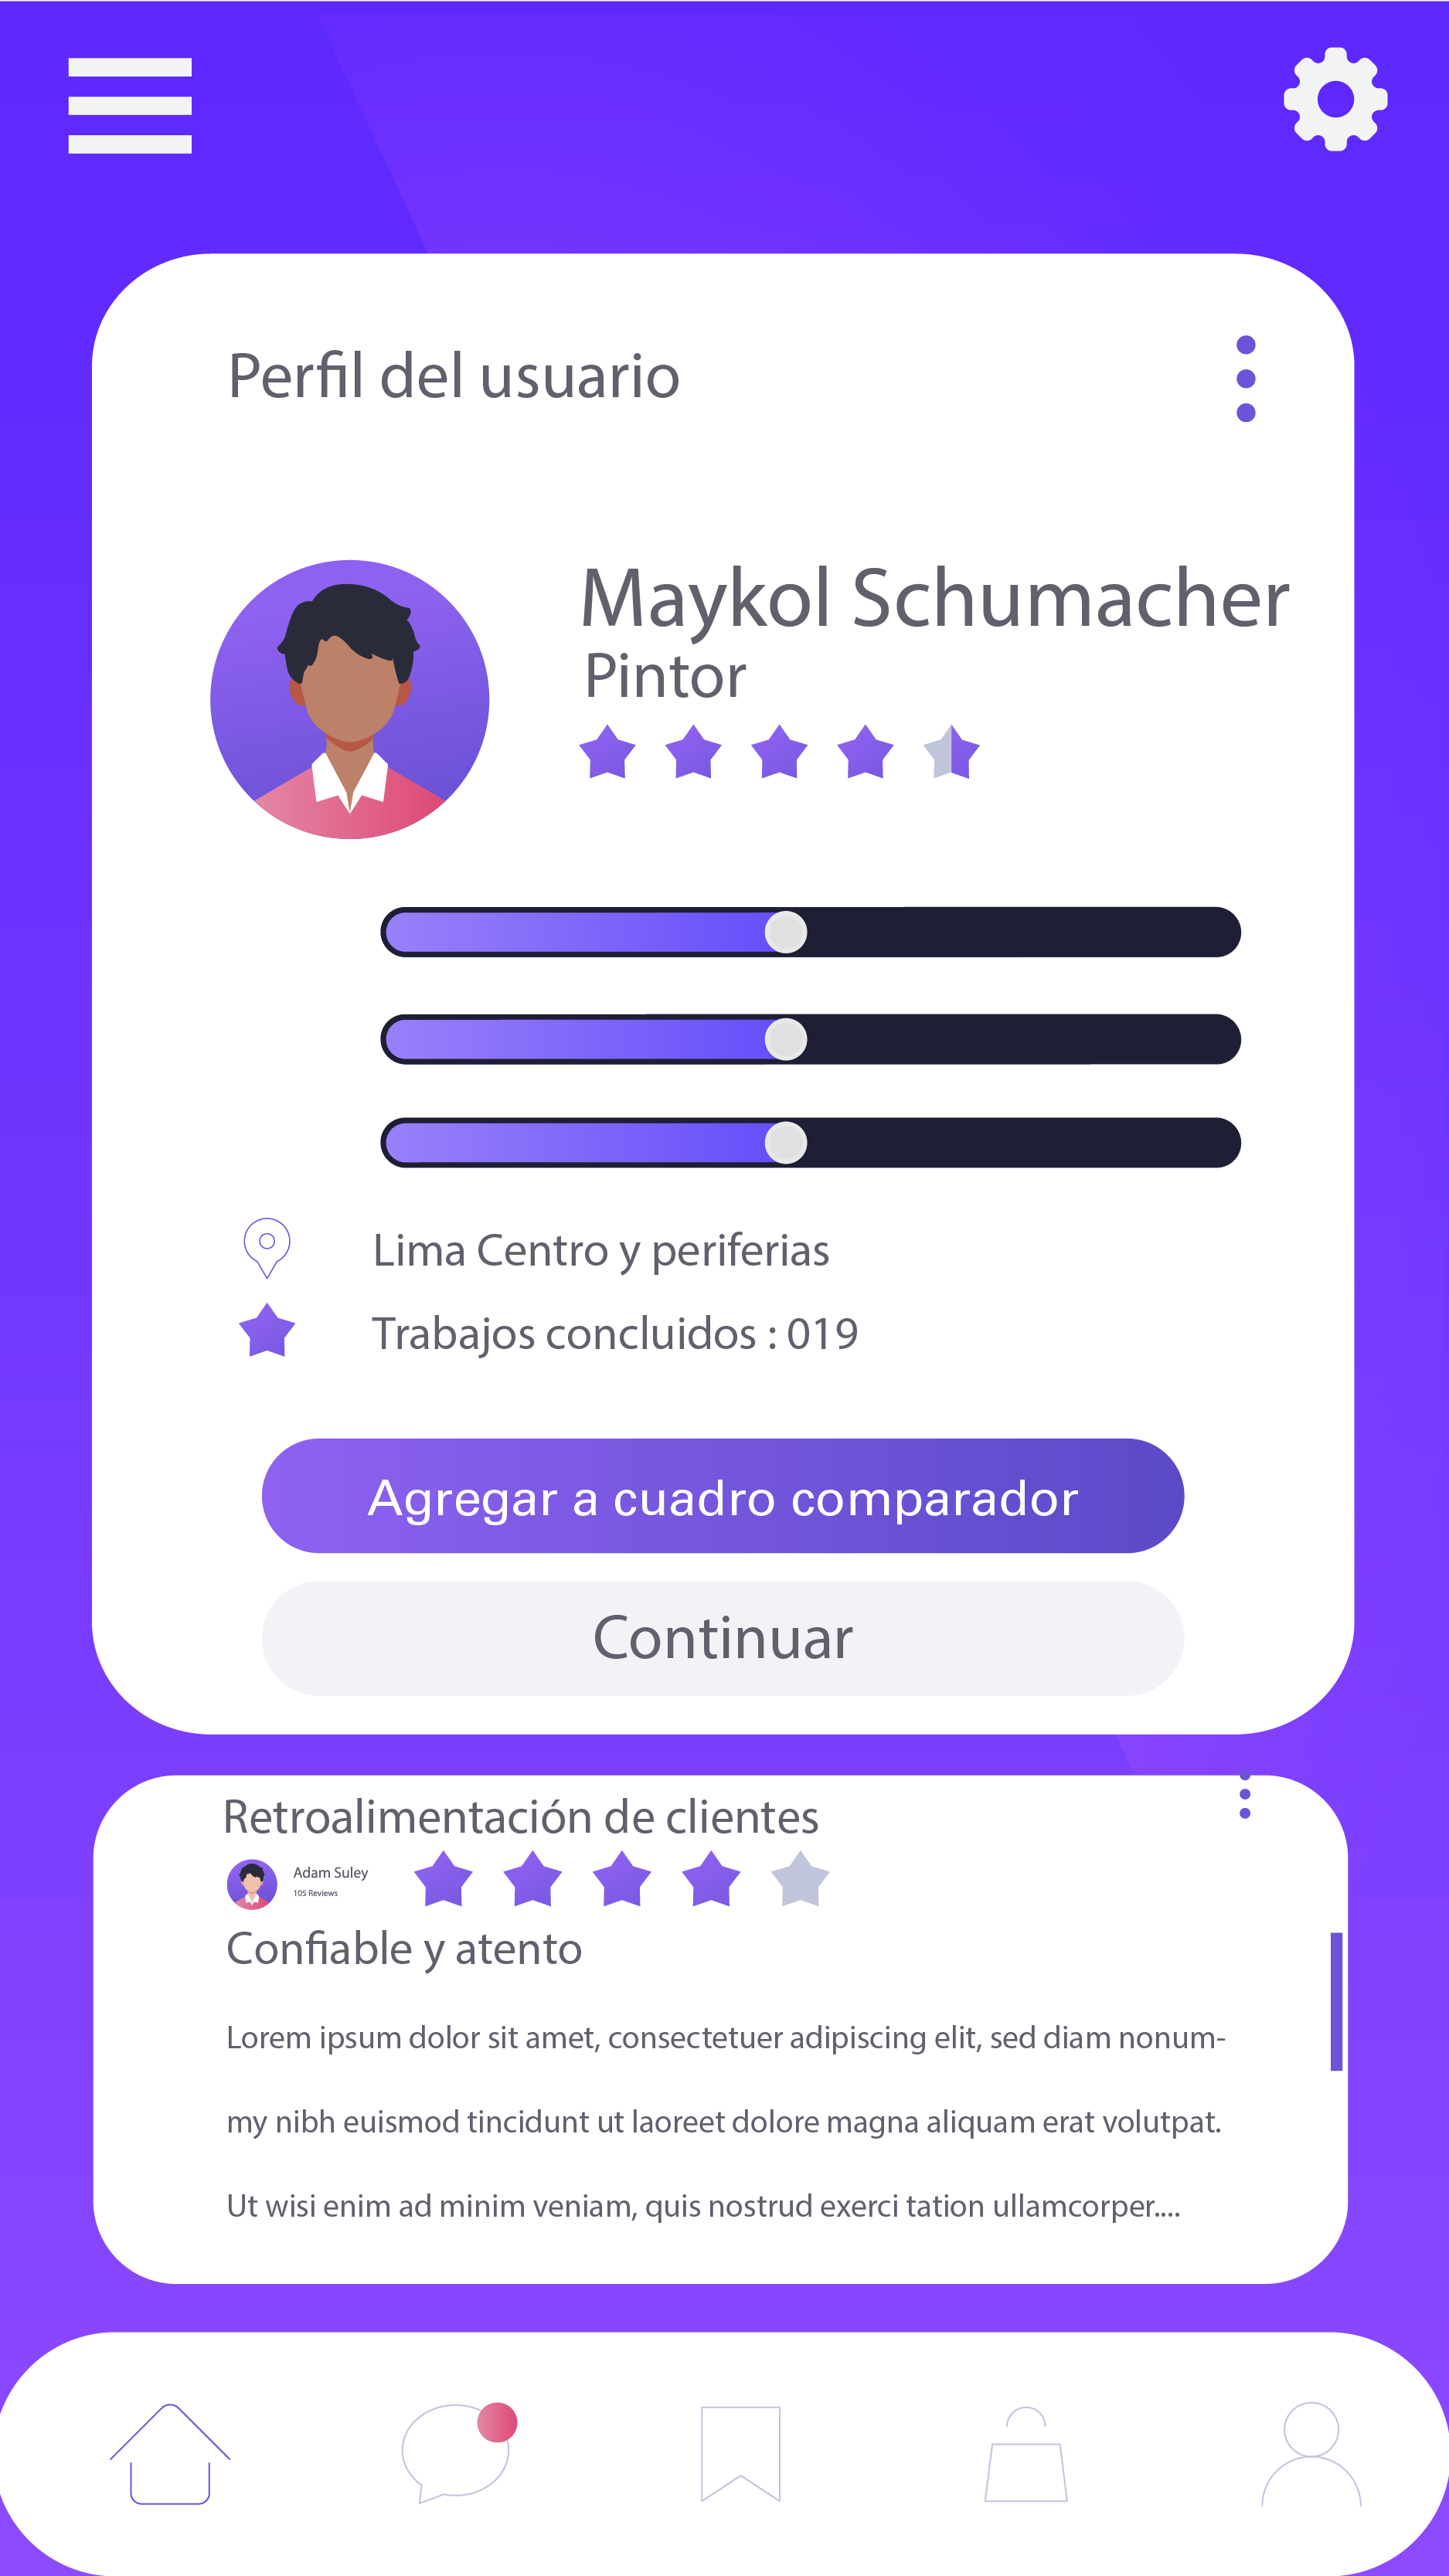 Perfil del usuario
Maykol Schumacher
Pintor
Lima Centro y periferias
Trabajos concluidos : 019
Agregar a cuadro comparador
Continuar
Retroalimentación de clientes
Adam Suley
105 Reviews
Confiable y atento
Lorem ipsum dolor sit amet, consectetuer adipiscing elit, sed diam nonum-
my nibh euismod tincidunt ut laoreet dolore magna aliquam erat volutpat.
Ut wisi enim ad minim veniam, quis nostrud exerci tation ullamcorper....